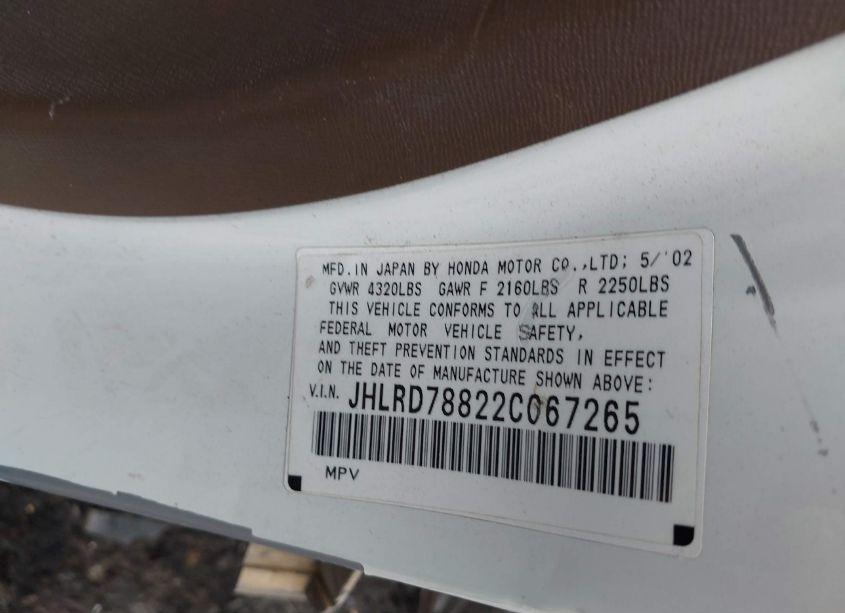 MFD.IN JAPAN BY HONDA MOTOR CO.,LTD; 5/'02
GVWR 4320LBS GAWR F 2160LBS R 2250LBS
THIS VEHICLE CONFORMS TO ALL APPLICABLE
FEDERAL MOTOR VEHICLE SAFETY,
AND THEFT PREVENTION STANDARDS IN EFFECT
ON THE DATE OF MANUFACTURE SHOWN ABOVE:
V.I.N. JHLRD78822C067265
MPV